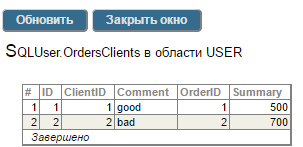 Обновить Закрыть окно
SQLUser.OrdersClients в области USER
# ID ClientID Comment OrderID Summary
1 1 1 good 1 500
2 2 2 bad 2 700
Завершено